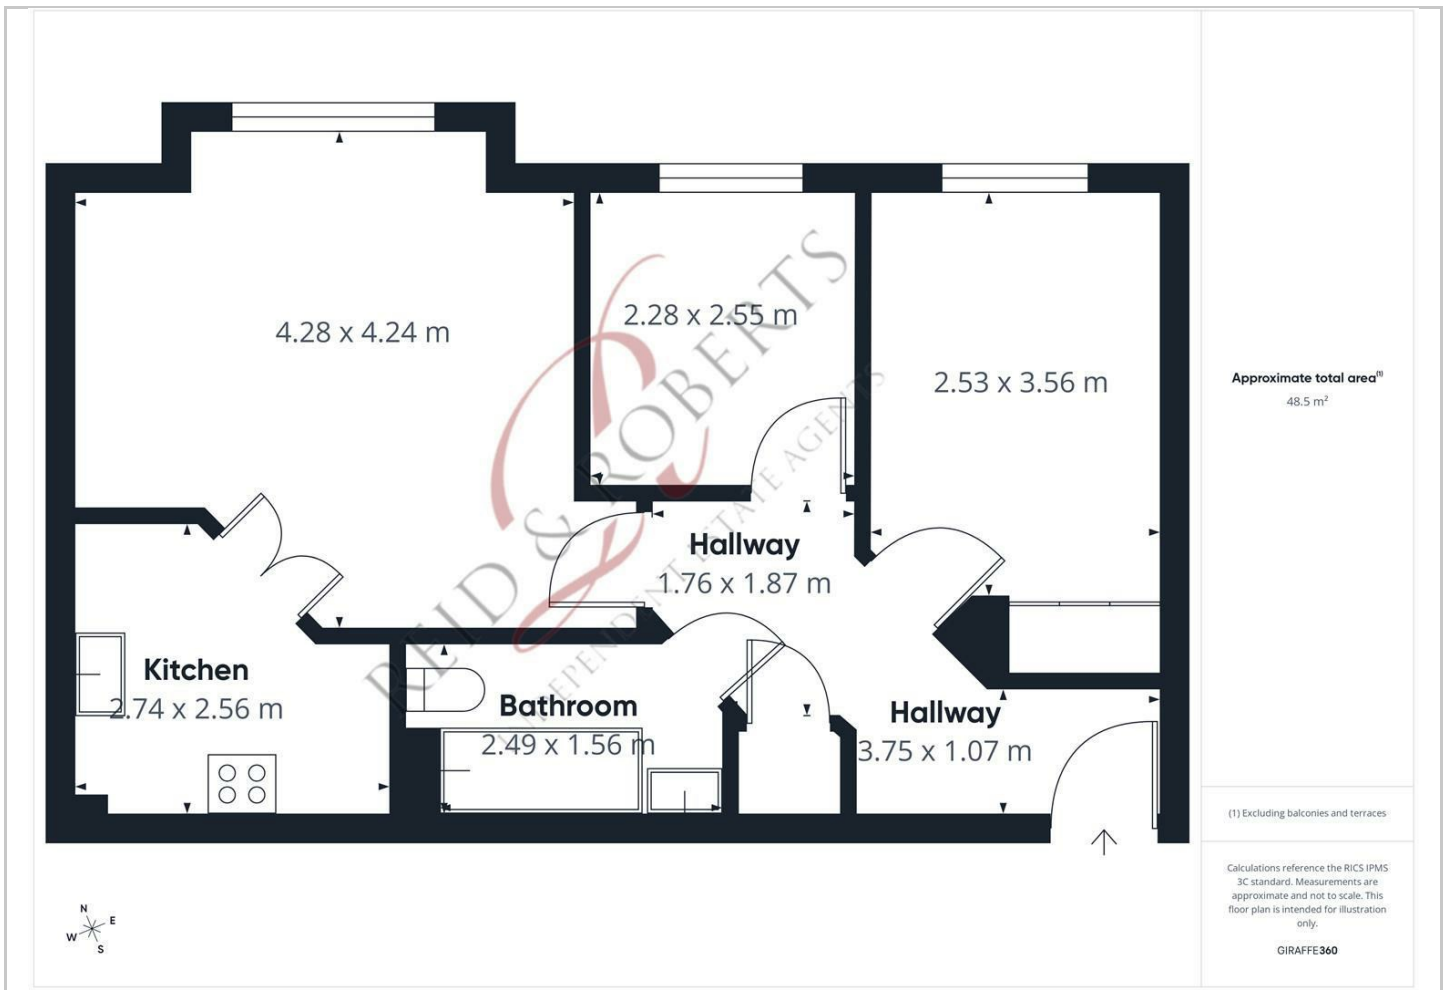 4.28 x 4.24 m
2.28 x 2.55 m
2.53 x 3.56 m
Hallway
1.76 x 1.87 m
Kitchen
2.74 x 2.56 m
Bathroom
2.49 x 1.56 m
Hallway
3.75 x 1.07 m
REID & ROBERTS
INDEPENDENT ESTATE AGENTS
N
E
W
S
Approximate total area(1)
48.5 m²
(1) Excluding balconies and terraces
Calculations reference the RICS IPMS
3C standard. Measurements are
approximate and not to scale. This
floor plan is intended for illustration
only.
GIRAFFE360